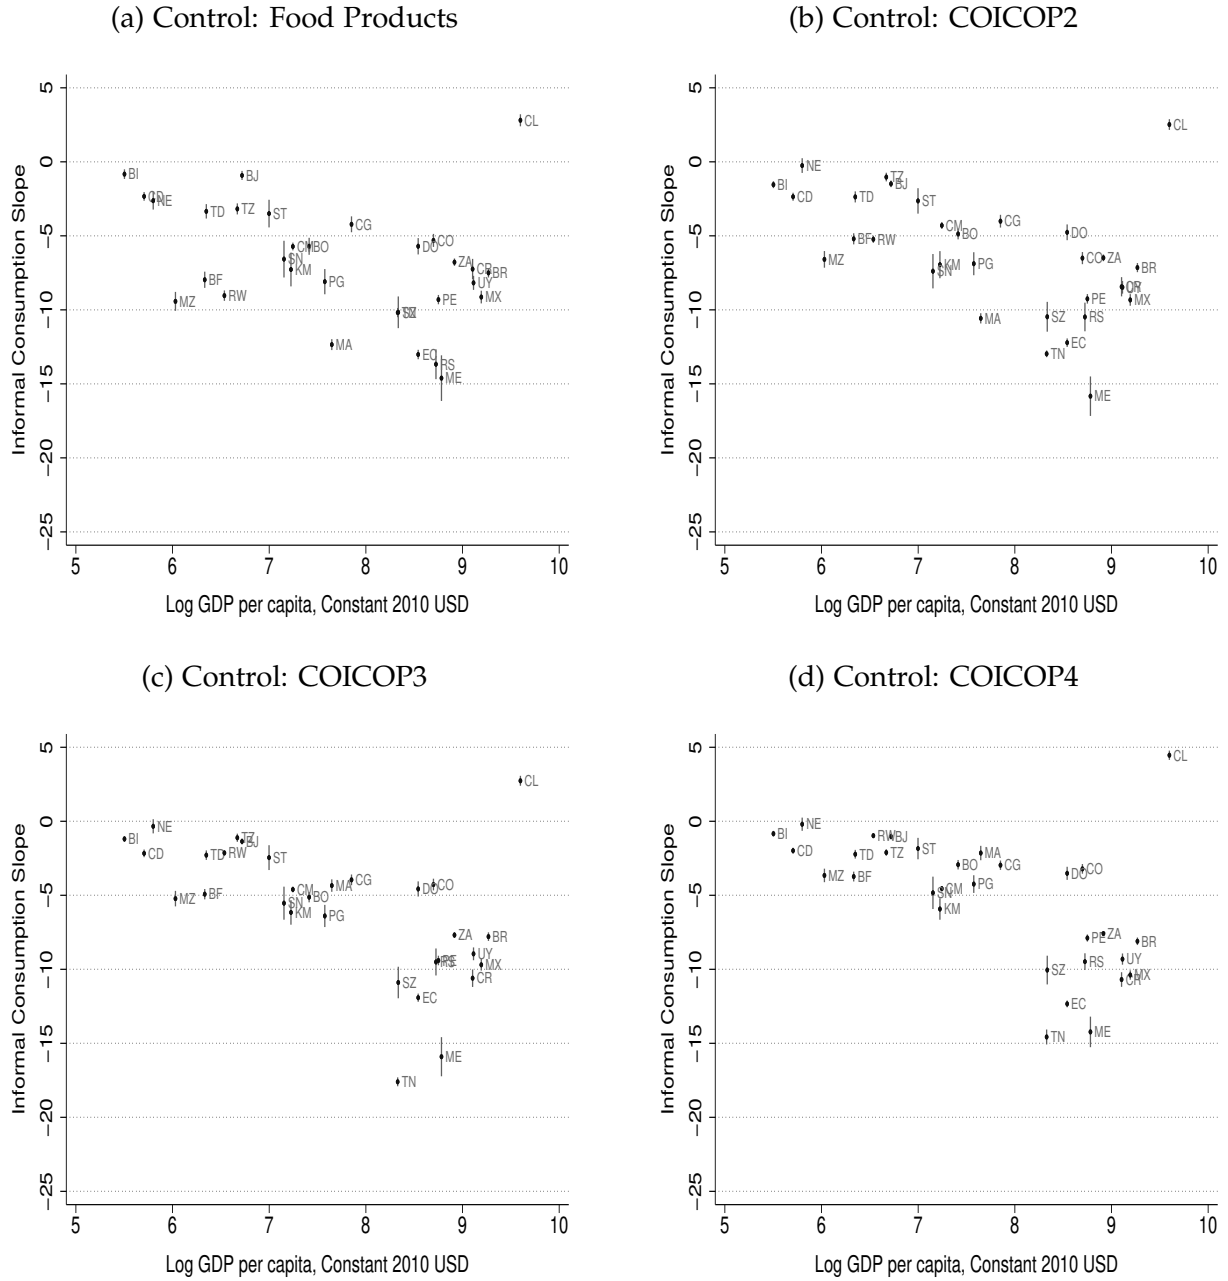 (a) Control: Food Products
5
0
−5
−10
−15
−20
−25
Informal Consumption Slope
CL
BI
BJ
CD
NE
TD
TZ
ST
CG
CM
BO
DO
CO
SN
KM
ZA
CR
BR
BF
PG
UY
MZ
RW
PE
MX
SZ
MA
EC
RS
ME
5 6 7 8 9 10
Log GDP per capita, Constant 2010 USD
(b) Control: COICOP2
5
0
−5
−10
−15
−20
−25
Informal Consumption Slope
CL
NE
TZ
BI
BJ
CD
TD
ST
CG
CM
BO
DO
BF
RW
MZ
KM
SN
PG
CO
ZA
BR
PE
MX
MA
SZ
RS
EC
TN
ME
5 6 7 8 9 10
Log GDP per capita, Constant 2010 USD
(c) Control: COICOP3
5
0
−5
−10
−15
−20
−25
Informal Consumption Slope
CL
NE
BI
TZ
BJ
CD
TD
RW
ST
CG
MA
CM
BO
DO
CO
MZ
BF
SN
KM
PG
ZA
BR
UY
PE
MX
CR
SZ
EC
ME
TN
5 6 7 8 9 10
Log GDP per capita, Constant 2010 USD
(d) Control: COICOP4
5
0
−5
−10
−15
−20
−25
Informal Consumption Slope
CL
NE
BI
RW
BJ
CD
TD
TZ
ST
MA
BO
CG
CO
DO
MZ
BF
SN
CM
PG
KM
ZA
PE
BR
UY
RS
SZ
MX
CR
EC
ME
TN
5 6 7 8 9 10
Log GDP per capita, Constant 2010 USD